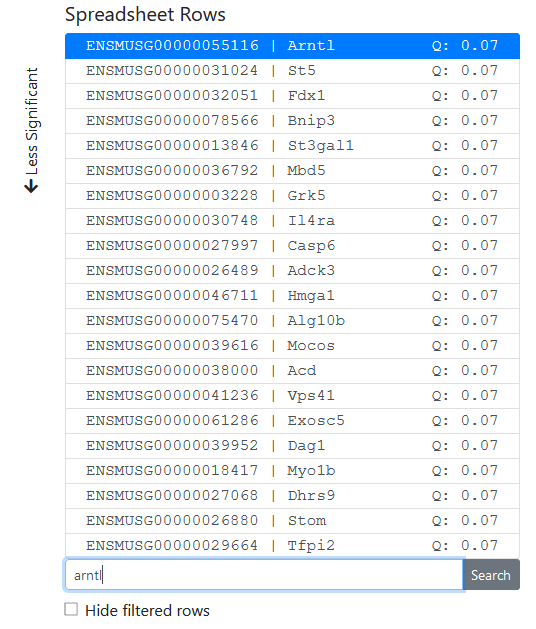 Spreadsheet Rows
← Less Significant
ENSMUSG00000055116 | Arntl Q: 0.07
ENSMUSG00000031024 | St5 Q: 0.07
ENSMUSG00000032051 | Fdx1 Q: 0.07
ENSMUSG00000078566 | Bnip3 Q: 0.07
ENSMUSG00000013846 | St3gal1 Q: 0.07
ENSMUSG00000036792 | Mbd5 Q: 0.07
ENSMUSG00000003228 | Grk5 Q: 0.07
ENSMUSG00000030748 | Il4ra Q: 0.07
ENSMUSG00000027997 | Casp6 Q: 0.07
ENSMUSG00000026489 | Adck3 Q: 0.07
ENSMUSG00000046711 | Hmga1 Q: 0.07
ENSMUSG00000075470 | Alg10b Q: 0.07
ENSMUSG00000039616 | Mocos Q: 0.07
ENSMUSG00000038000 | Acd Q: 0.07
ENSMUSG00000041236 | Vps41 Q: 0.07
ENSMUSG00000061286 | Exosc5 Q: 0.07
ENSMUSG00000039952 | Dag1 Q: 0.07
ENSMUSG00000018417 | Myo1b Q: 0.07
ENSMUSG00000027068 | Dhrs9 Q: 0.07
ENSMUSG00000026880 | Stom Q: 0.07
ENSMUSG00000029664 | Tfpi2 Q: 0.07
arntl Search
Hide filtered rows